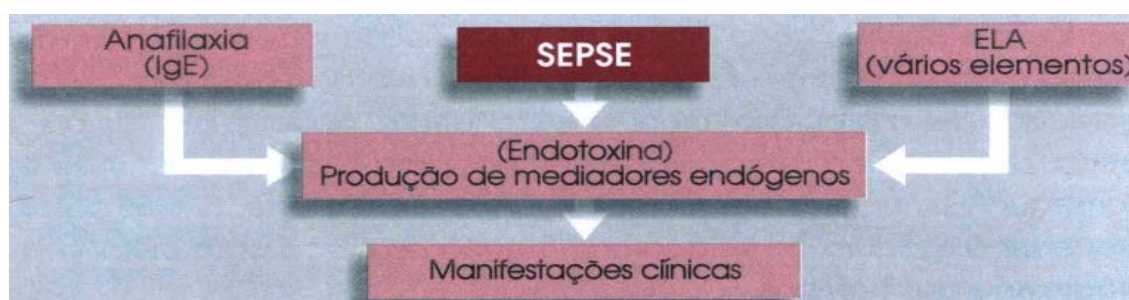 Anafilaxia
(IgE)
SEPSE
ELA
(vários elementos)
(Endotoxina)
Produção de mediadores endógenos
Manifestações clínicas